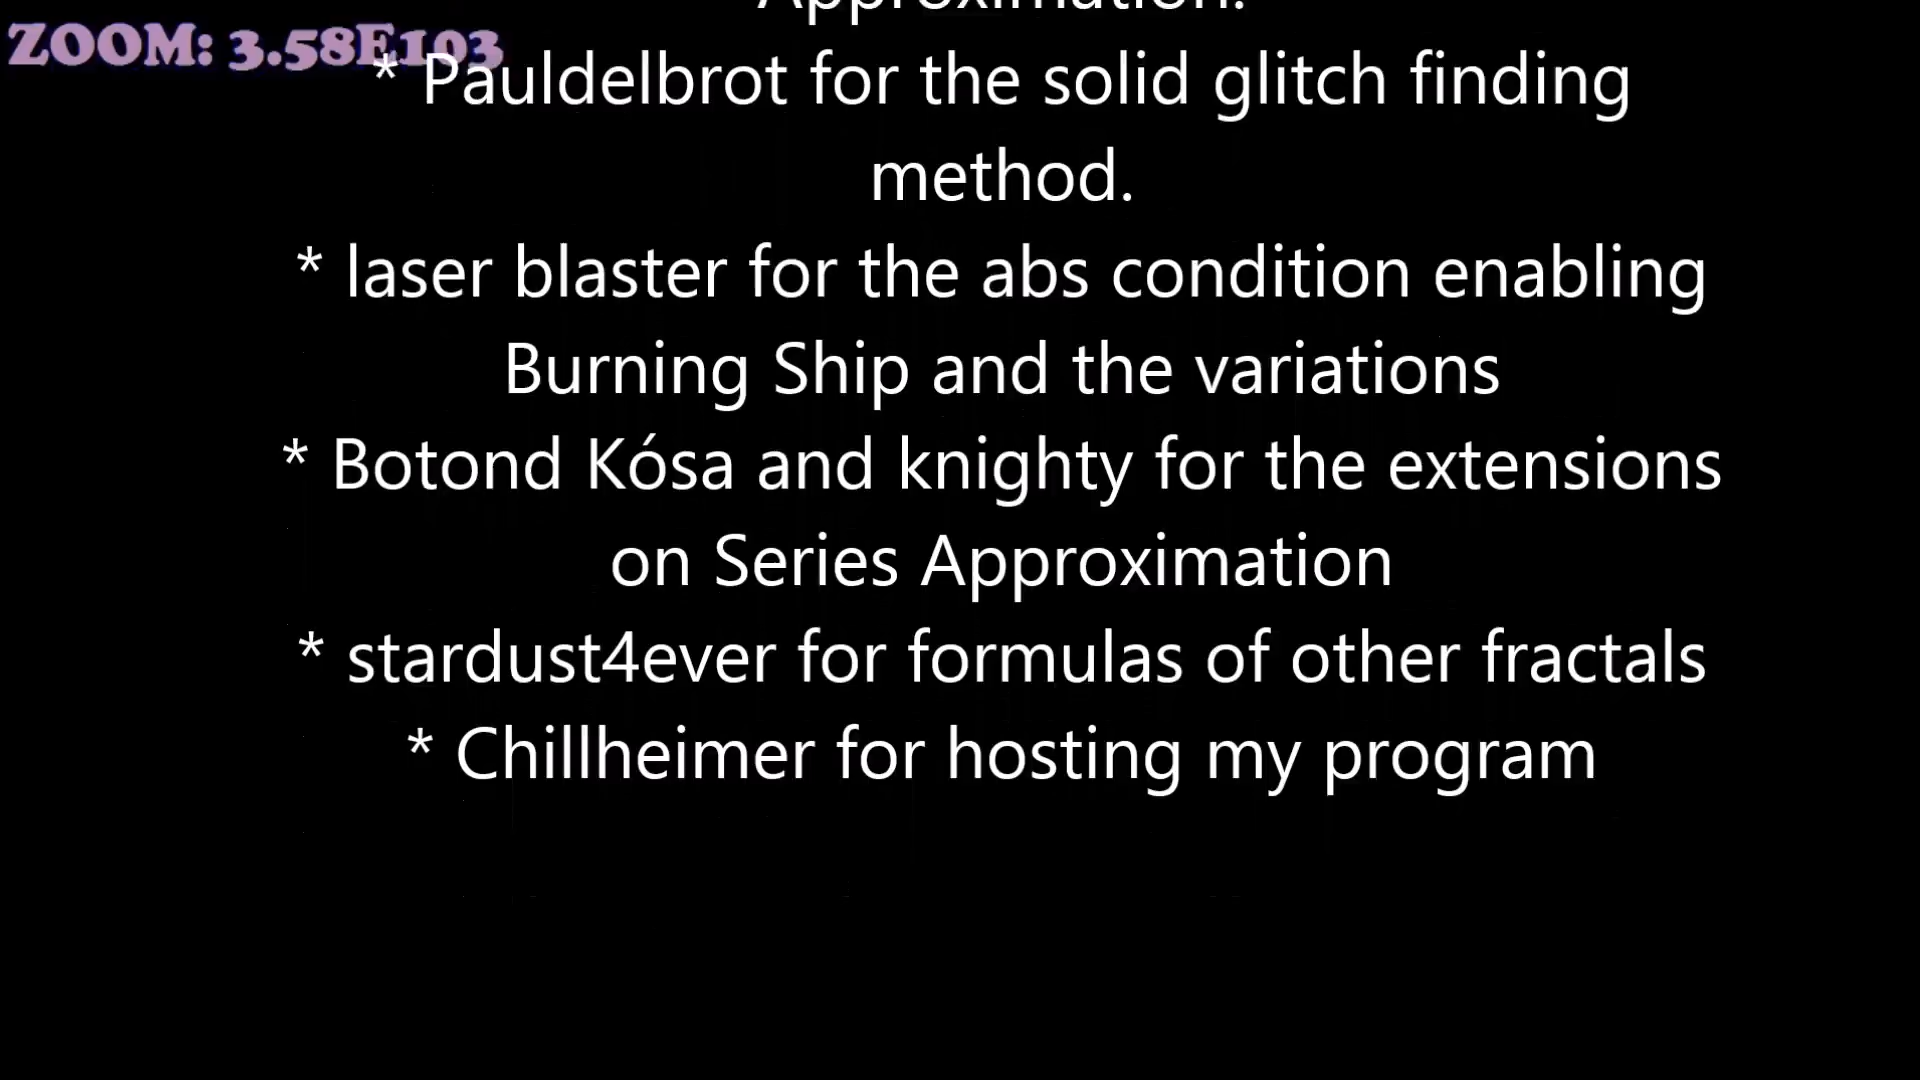 Approximation.
ZOOM: 3.58E103
* Pauldelbrot for the solid glitch finding
method.
* laser blaster for the abs condition enabling
Burning Ship and the variations
* Botond Kósa and knighty for the extensions
on Series Approximation
* stardust4ever for formulas of other fractals
* Chillheimer for hosting my program